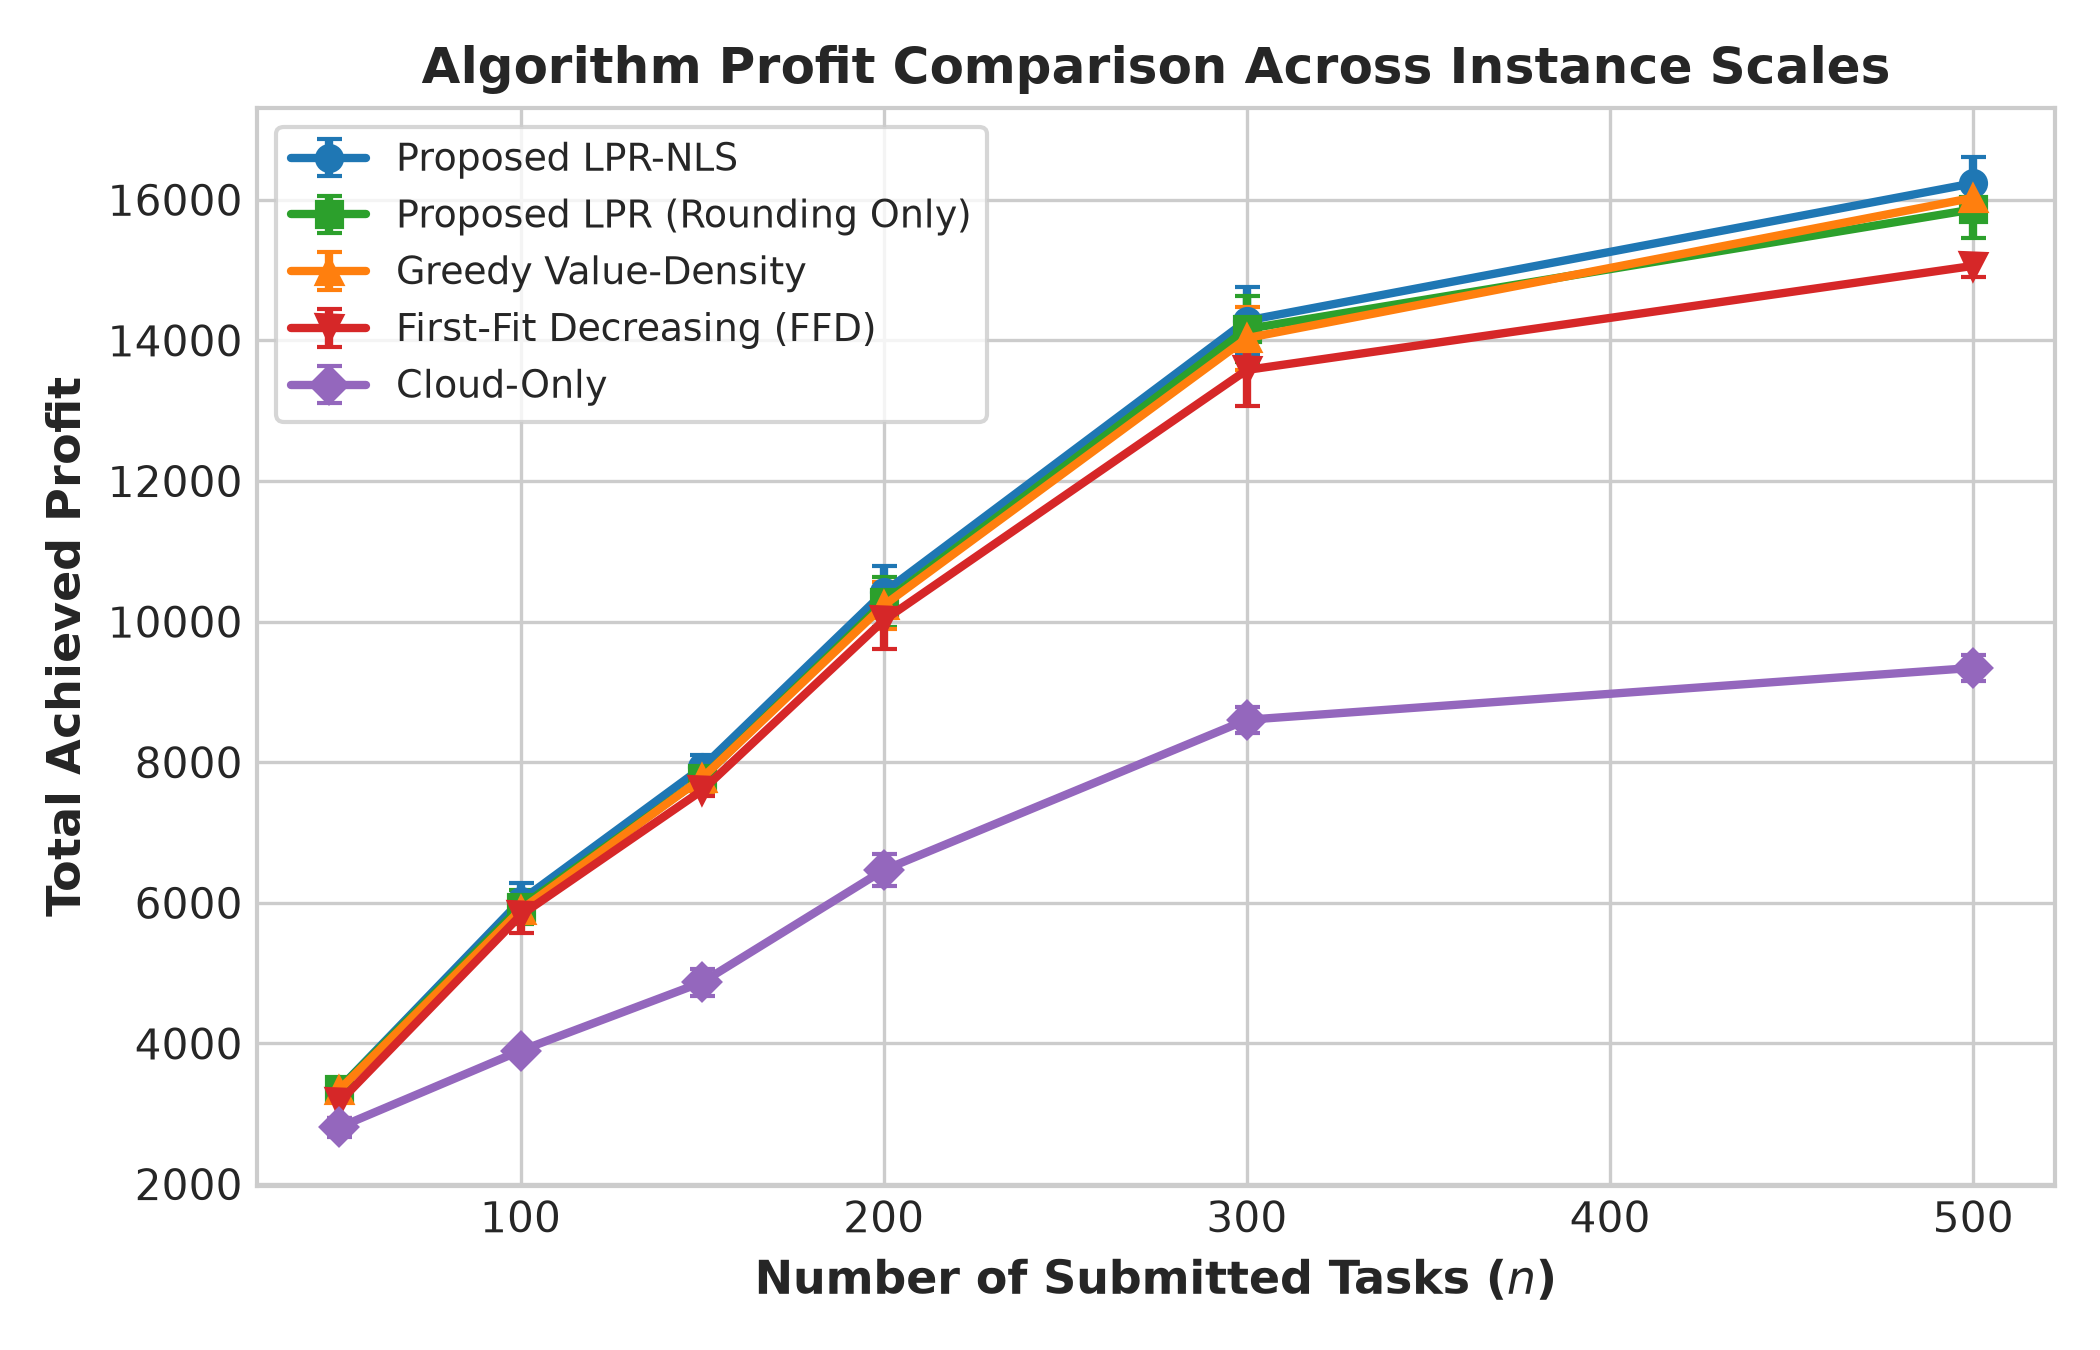 Algorithm Profit Comparison Across Instance Scales
Proposed LPR-NLS
Proposed LPR (Rounding Only)
Greedy Value-Density
First-Fit Decreasing (FFD)
Cloud-Only
Total Achieved Profit
16000
14000
12000
10000
8000
6000
4000
2000
100 200 300 400 500
Number of Submitted Tasks (n)